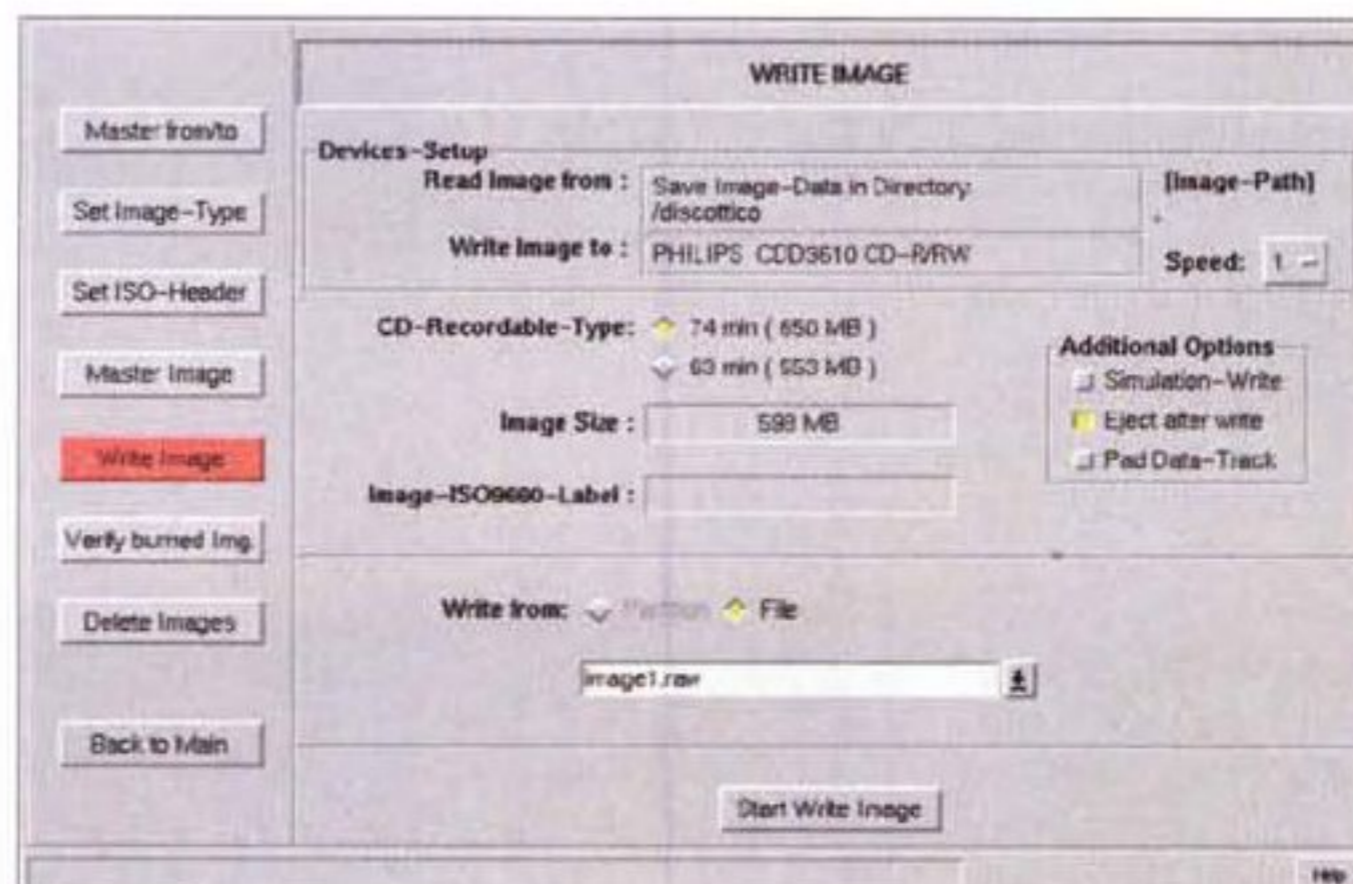 WRITE IMAGE
Master from/to
Set Image-Type
Set ISO-Header
Master Image
Write Image
Verify burned Img.
Delete Images
Back to Main
Devices-Setup
Read Image from : Save Image-Data in Directory: [Image-Path]
/discottico
Write Image to : PHILIPS CDD3610 CD-R/RW Speed: 1
CD-Recordable-Type: 74 min ( 650 MB )
63 min ( 553 MB )
Additional Options
Simulation-Write
Eject after write
Pad Data-Track
Image Size : 598 MB
Image-ISO9660-Label :
Write from: Partition File
image1.raw
Start Write Image
Help